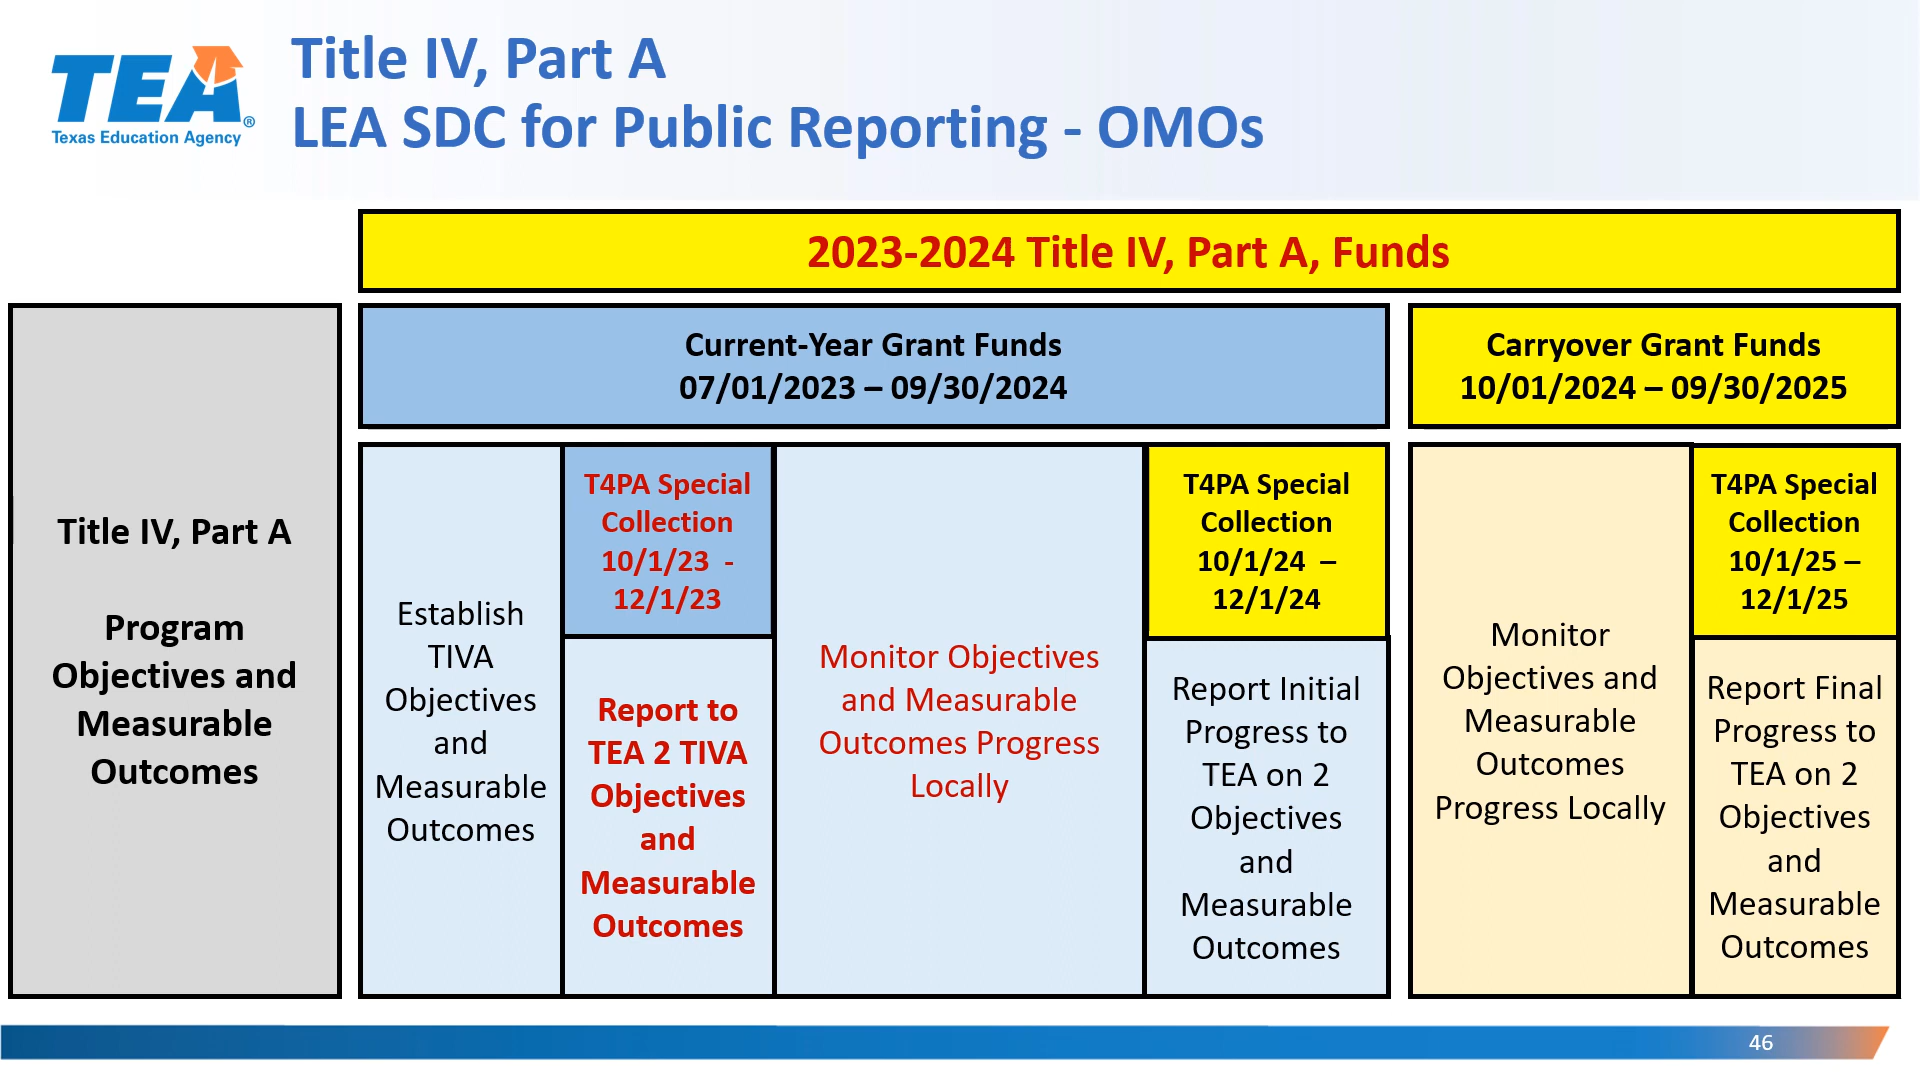 TEA®
Texas Education Agency
Title IV, Part A
LEA SDC for Public Reporting - OMOs
2023-2024 Title IV, Part A, Funds
Title IV, Part A
Program
Objectives and
Measurable
Outcomes
Current-Year Grant Funds
07/01/2023 – 09/30/2024
Carryover Grant Funds
10/01/2024 – 09/30/2025
Establish
TIVA
Objectives
and
Measurable
Outcomes
T4PA Special
Collection
10/1/23 -
12/1/23
Report to
TEA 2 TIVA
Objectives
and
Measurable
Outcomes
Monitor Objectives
and Measurable
Outcomes Progress
Locally
T4PA Special
Collection
10/1/24 –
12/1/24
Report Initial
Progress to
TEA on 2
Objectives
and
Measurable
Outcomes
Monitor
Objectives and
Measurable
Outcomes
Progress Locally
T4PA Special
Collection
10/1/25 –
12/1/25
Report Final
Progress to
TEA on 2
Objectives
and
Measurable
Outcomes
46